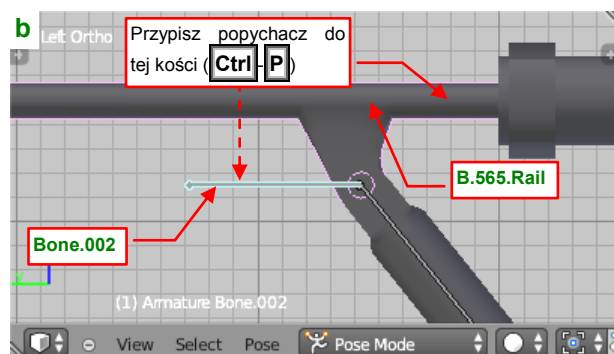 b
Left Ortho
Przypisz popychacz do
tej kości (Ctrl-P)
B.565.Rail
Bone.002
y
(1) Armature Bone.002
View Select Pose Pose Mode